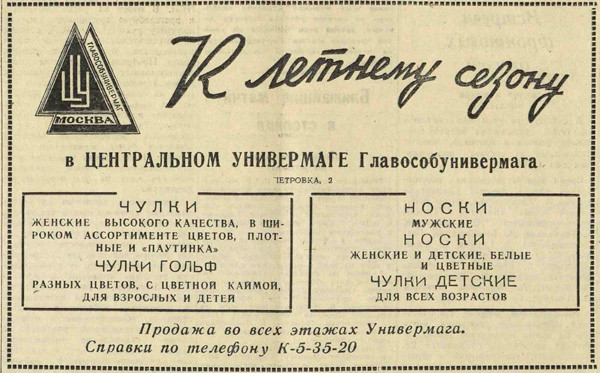 ЦУ
ГЛАВОСОБУНИВЕРМАГ
МОСКВА
К летнему сезону
в ЦЕНТРАЛЬНОМ УНИВЕРМАГЕ Главособунивермага
ПЕТРОВКА, 2
ЧУЛКИ
ЖЕНСКИЕ ВЫСОКОГО КАЧЕСТВА, В ШИ-
РОКОМ АССОРТИМЕНТЕ ЦВЕТОВ, ПЛОТ-
НЫЕ И «ПАУТИНКА»
ЧУЛКИ ГОЛЬФ
РАЗНЫХ ЦВЕТОВ, С ЦВЕТНОЙ КАЙМОЙ,
ДЛЯ ВЗРОСЛЫХ И ДЕТЕЙ
НОСКИ
МУЖСКИЕ
НОСКИ
ЖЕНСКИЕ И ДЕТСКИЕ, БЕЛЫЕ
И ЦВЕТНЫЕ
ЧУЛКИ ДЕТСКИЕ
ДЛЯ ВСЕХ ВОЗРАСТОВ
Продажа во всех этажах Универмага.
Справки по телефону К-5-35-20